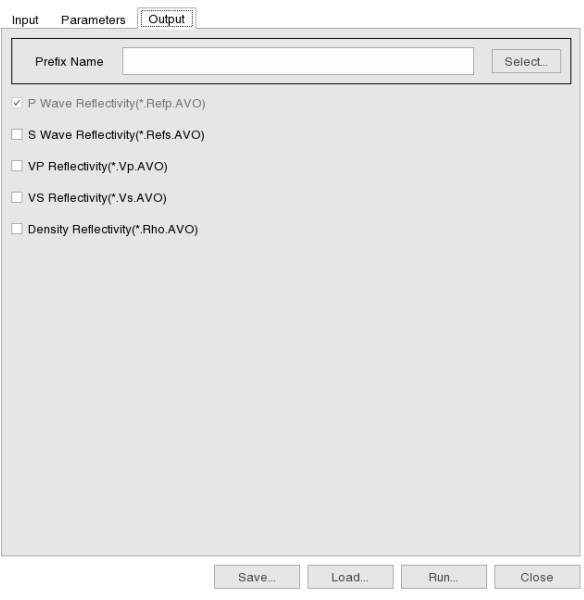 Input Parameters Output
Prefix Name Select...
P Wave Reflectivity(*.Refp.AVO)
S Wave Reflectivity(*.Refs.AVO)
VP Reflectivity(*.Vp.AVO)
VS Reflectivity(*.Vs.AVO)
Density Reflectivity(*.Rho.AVO)
Save... Load... Run... Close